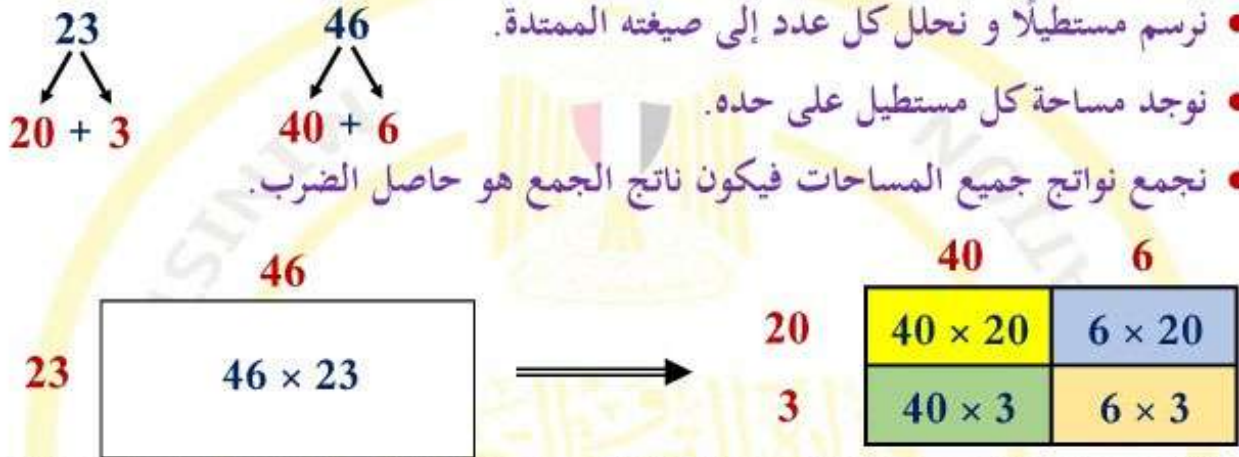 • نرسم مستطيلًا و نحلل كل عدد إلى صيغته الممتدة.
23 46
20 + 3 40 + 6
• نوجد مساحة كل مستطيل على حده.
• نجمع نواتج جميع المساحات فيكون ناتج الجمع هو حاصل الضرب.
46
23 46 × 23
40 6
20 40 × 20 6 × 20
3 40 × 3 6 × 3